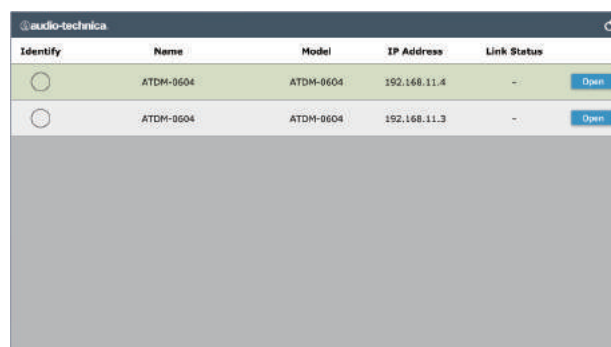 audio-technica
Identify Name Model IP Address Link Status
ATDM-0604 ATDM-0604 192.168.11.4 - Open
ATDM-0604 ATDM-0604 192.168.11.3 - Open